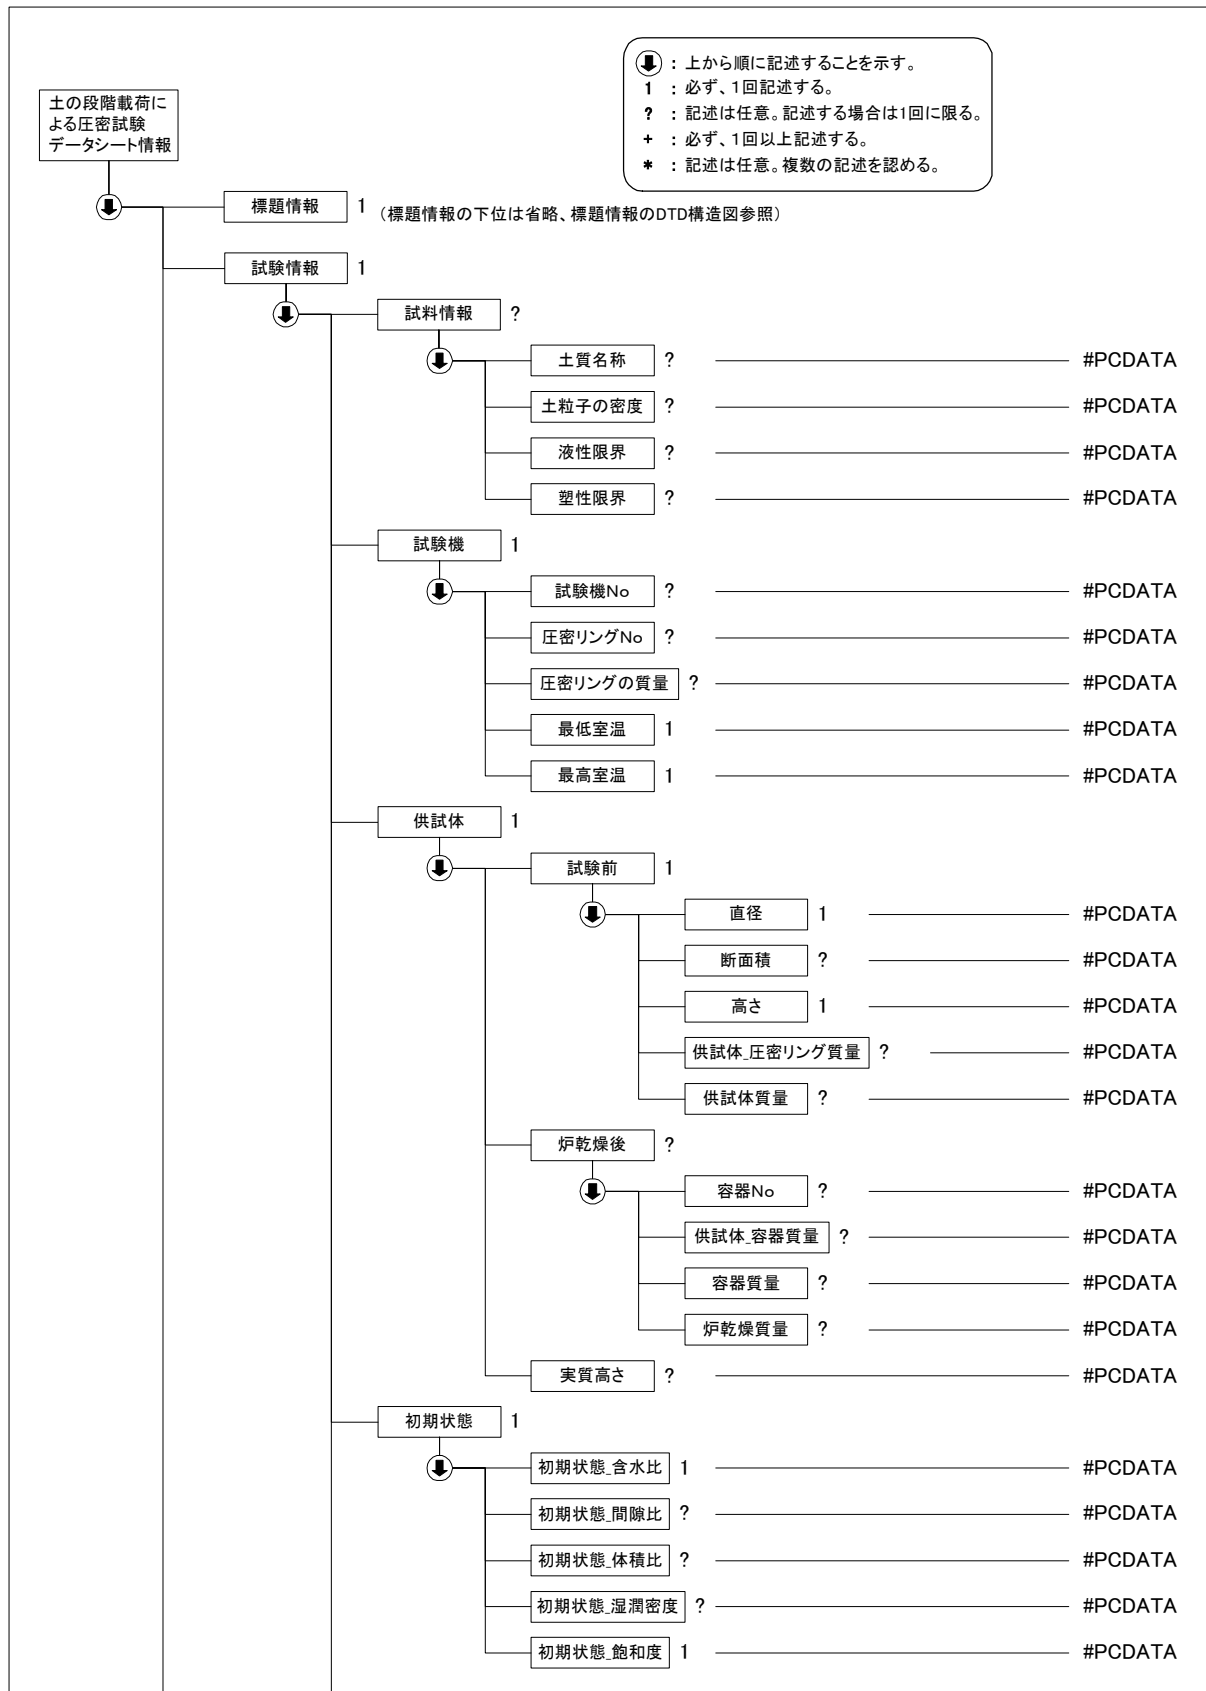 ：上から順に記述することを示す。
1 ：必ず、1回記述する。
? ：記述は任意。記述する場合は1回に限る。
+ ：必ず、1回以上記述する。
* ：記述は任意。複数の記述を認める。
土の段階載荷に
よる圧密試験
データシート情報
標題情報 1 （標題情報の下位は省略、標題情報のDTD構造図参照）
試験情報 1
試料情報 ?
土質名称 ? #PCDATA
土粒子の密度 ? #PCDATA
液性限界 ? #PCDATA
塑性限界 ? #PCDATA
試験機 1
試験機No ? #PCDATA
圧密リングNo ? #PCDATA
圧密リングの質量 ? #PCDATA
最低室温 1 #PCDATA
最高室温 1 #PCDATA
供試体 1
試験前 1
直径 1 #PCDATA
断面積 ? #PCDATA
高さ 1 #PCDATA
供試体_圧密リング質量 ? #PCDATA
供試体質量 ? #PCDATA
炉乾燥後 ?
容器No ? #PCDATA
供試体_容器質量 ? #PCDATA
容器質量 ? #PCDATA
炉乾燥質量 ? #PCDATA
実質高さ ? #PCDATA
初期状態 1
初期状態_含水比 1 #PCDATA
初期状態_間隙比 ? #PCDATA
初期状態_体積比 ? #PCDATA
初期状態_湿潤密度 ? #PCDATA
初期状態_飽和度 1 #PCDATA